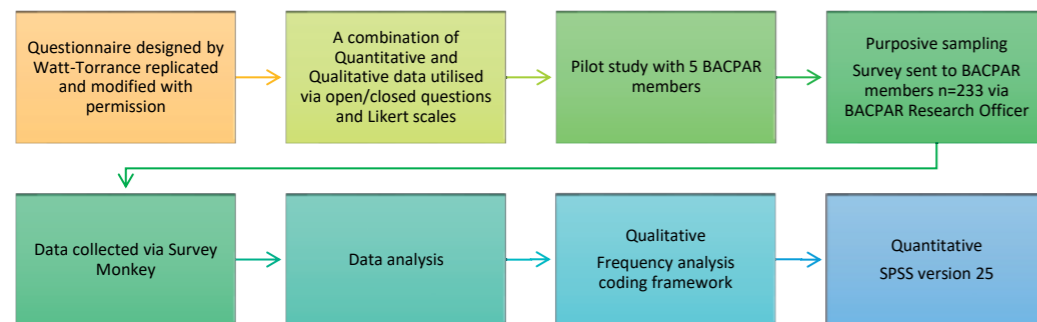 Questionnaire designed by
Watt-Torrance replicated
and modified with
permission
A combination of
Quantitative and
Qualitative data utilised
via open/closed questions
and Likert scales
Pilot study with 5 BACPAR
members
Purposive sampling
Survey sent to BACPAR
members n=233 via
BACPAR Research Officer
Data collected via Survey
Monkey
Data analysis
Qualitative
Frequency analysis
coding framework
Quantitative
SPSS version 25